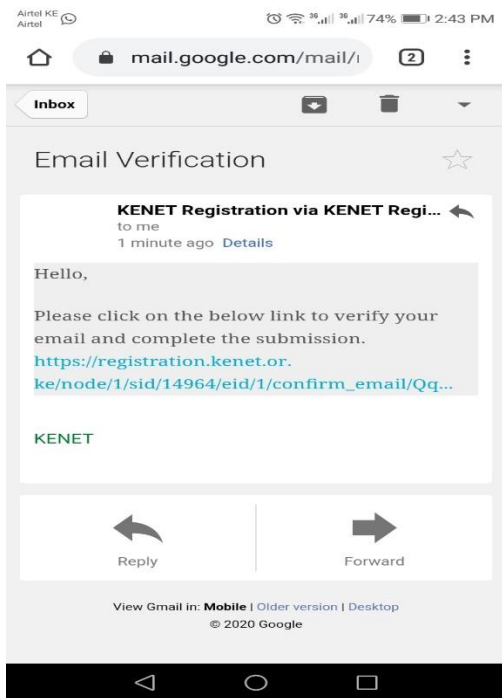 Airtel KE
Airtel
36 36 74% 2:43 PM
mail.google.com/mail/ 2
Inbox
Email Verification
KENET Registration via KENET Regi...
to me
1 minute ago Details
Hello,
Please click on the below link to verify your
email and complete the submission.
https://registration.kenet.or.
ke/node/1/sid/14964/eid/1/confirm_email/Qq...
KENET
Reply Forward
View Gmail in: Mobile | Older version | Desktop
© 2020 Google